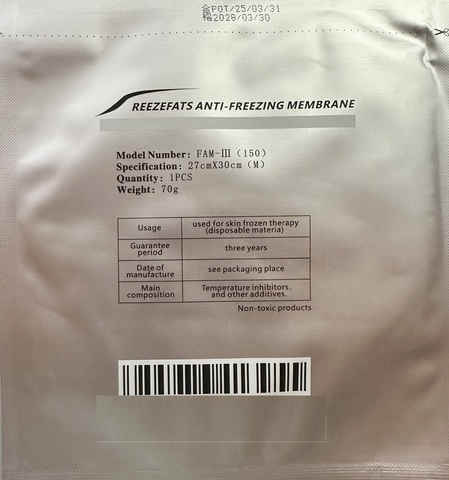 PQT/25/03/31
2028/03/30
REEZEFATS ANTI-FREEZING MEMBRANE
Model Number: FAM-III (150)
Specification: 27cmX30cm (M)
Quantity: 1PCS
Weight: 70g
Usage used for skin frozen therapy (disposable materia)
Guarantee period three years
Date of manufacture see packaging place
Main composition Temperature inhibitors, and other additives.
Non-toxic products